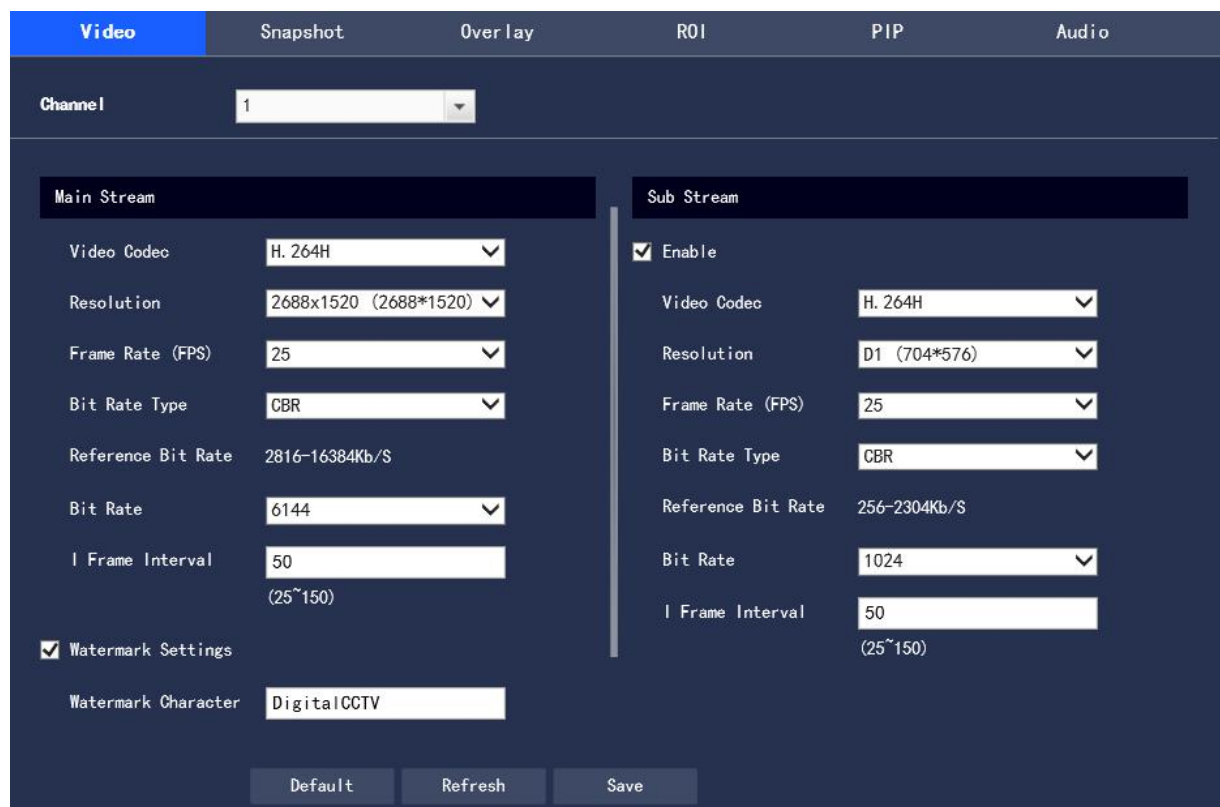 Video Snapshot Overlay ROI PIP Audio
Channel 1
Main Stream
Video Codec H.264H
Resolution 2688x1520 (2688*1520)
Frame Rate (FPS) 25
Bit Rate Type CBR
Reference Bit Rate 2816-16384Kb/S
Bit Rate 6144
I Frame Interval 50
(25~150)
Watermark Settings
Watermark Character DigitalCCTV
Sub Stream
Enable
Video Codec H.264H
Resolution D1 (704*576)
Frame Rate (FPS) 25
Bit Rate Type CBR
Reference Bit Rate 256-2304Kb/S
Bit Rate 1024
I Frame Interval 50
(25~150)
Default Refresh Save